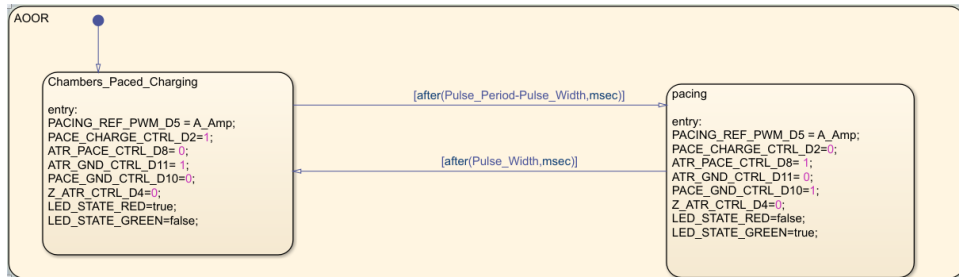 AOOR
Chambers_Paced_Charging
entry:
PACING_REF_PWM_D5 = A_Amp;
PACE_CHARGE_CTRL_D2=1;
ATR_PACE_CTRL_D8= 0;
ATR_GND_CTRL_D11= 1;
PACE_GND_CTRL_D10=0;
Z_ATR_CTRL_D4=0;
LED_STATE_RED=true;
LED_STATE_GREEN=false;
[after(Pulse_Period-Pulse_Width,msec)]
[after(Pulse_Width,msec)]
pacing
entry:
PACING_REF_PWM_D5 = A_Amp;
PACE_CHARGE_CTRL_D2=0;
ATR_PACE_CTRL_D8= 1;
ATR_GND_CTRL_D11= 0;
PACE_GND_CTRL_D10=1;
Z_ATR_CTRL_D4=0;
LED_STATE_RED=false;
LED_STATE_GREEN=true;